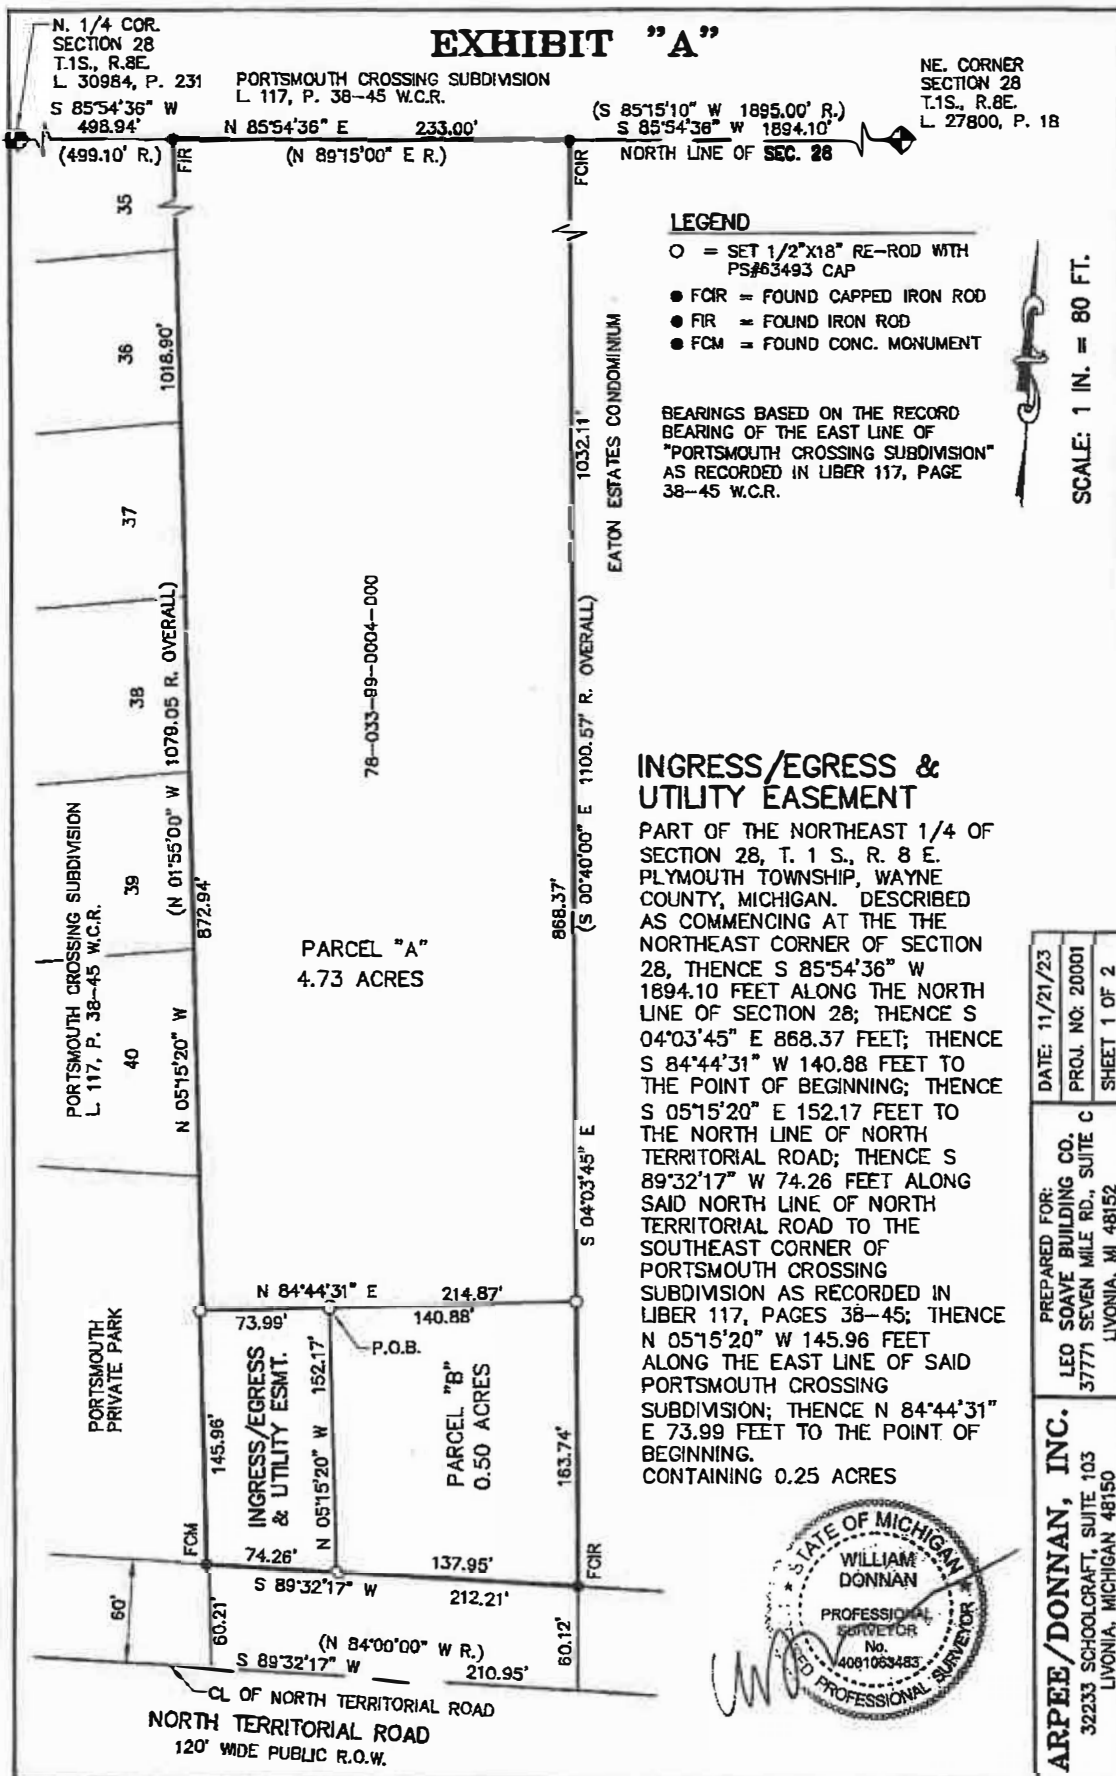 EXHIBIT "A"
N. 1/4 COR.
SECTION 28
T.1S., R.8E.
L. 30984, P. 231
PORTSMOUTH CROSSING SUBDIVISION
L. 117, P. 38-45 W.C.R.
NE. CORNER
SECTION 28
T.1S., R.8E.
L. 27800, P. 18
S 85°54'36" W
498.94'
(499.10' R.)
N 85°54'36" E 233.00'
(N 89°15'00" E R.)
(S 85°15'10" W 1895.00' R.)
S 85°54'36" W 1894.10'
NORTH LINE OF SEC. 28
FIR
FCIR
35
36
37
38
39
40
1018.90'
(N 01°55'00" W 1079.05 R. OVERALL)
872.94'
N 05°15'20" W
PORTSMOUTH CROSSING SUBDIVISION
L. 117, P. 38-45 W.C.R.
78-033-99-0004-000
PARCEL "A"
4.73 ACRES
1032.11'
EATON ESTATES CONDOMINIUM
(S 00°40'00" E 1100.57' R. OVERALL)
868.37'
S 04°03'45" E
LEGEND
O = SET 1/2"X18" RE-ROD WITH
PS#63493 CAP
● FCIR = FOUND CAPPED IRON ROD
● FIR = FOUND IRON ROD
● FCM = FOUND CONC. MONUMENT
BEARINGS BASED ON THE RECORD
BEARING OF THE EAST LINE OF
"PORTSMOUTH CROSSING SUBDIVISION"
AS RECORDED IN LIBER 117, PAGE
38-45 W.C.R.
SCALE: 1 IN. = 80 FT.
INGRESS/EGRESS &
UTILITY EASEMENT
PART OF THE NORTHEAST 1/4 OF
SECTION 28, T. 1 S., R. 8 E.
PLYMOUTH TOWNSHIP, WAYNE
COUNTY, MICHIGAN. DESCRIBED
AS COMMENCING AT THE THE
NORTHEAST CORNER OF SECTION
28, THENCE S 85°54'36" W
1894.10 FEET ALONG THE NORTH
LINE OF SECTION 28; THENCE S
04°03'45" E 868.37 FEET; THENCE
S 84°44'31" W 140.88 FEET TO
THE POINT OF BEGINNING; THENCE
S 05°15'20" E 152.17 FEET TO
THE NORTH LINE OF NORTH
TERRITORIAL ROAD; THENCE S
89°32'17" W 74.26 FEET ALONG
SAID NORTH LINE OF NORTH
TERRITORIAL ROAD TO THE
SOUTHEAST CORNER OF
PORTSMOUTH CROSSING
SUBDIVISION AS RECORDED IN
LIBER 117, PAGES 38-45; THENCE
N 05°15'20" W 145.96 FEET
ALONG THE EAST LINE OF SAID
PORTSMOUTH CROSSING
SUBDIVISION; THENCE N 84°44'31"
E 73.99 FEET TO THE POINT OF
BEGINNING.
CONTAINING 0.25 ACRES
N 84°44'31" E 214.87'
73.99' 140.88'
P.O.B.
PORTSMOUTH
PRIVATE PARK
145.96'
INGRESS/EGRESS
& UTILITY ESMT.
N 05°15'20" W 152.17'
PARCEL "B"
0.50 ACRES
163.74'
FCM
FCIR
74.26' 137.95'
S 89°32'17" W 212.21'
60'
60.21'
60.12'
(N 84°00'00" W R.)
S 89°32'17" W 210.95'
CL OF NORTH TERRITORIAL ROAD
NORTH TERRITORIAL ROAD
120' WIDE PUBLIC R.O.W.
STATE OF MICHIGAN
WILLIAM
DONNAN
PROFESSIONAL
SURVEYOR
No.
4001063483
PROFESSIONAL SURVEYOR
DATE: 11/21/23
PROJ. NO: 20001
SHEET 1 OF 2
PREPARED FOR:
LEO SOAVE BUILDING CO.
37771 SEVEN MILE RD., SUITE C
LIVONIA, MI 48152
ARPEE/DONNAN, INC.
32233 SCHOOLCRAFT, SUITE 103
LIVONIA, MICHIGAN 48150